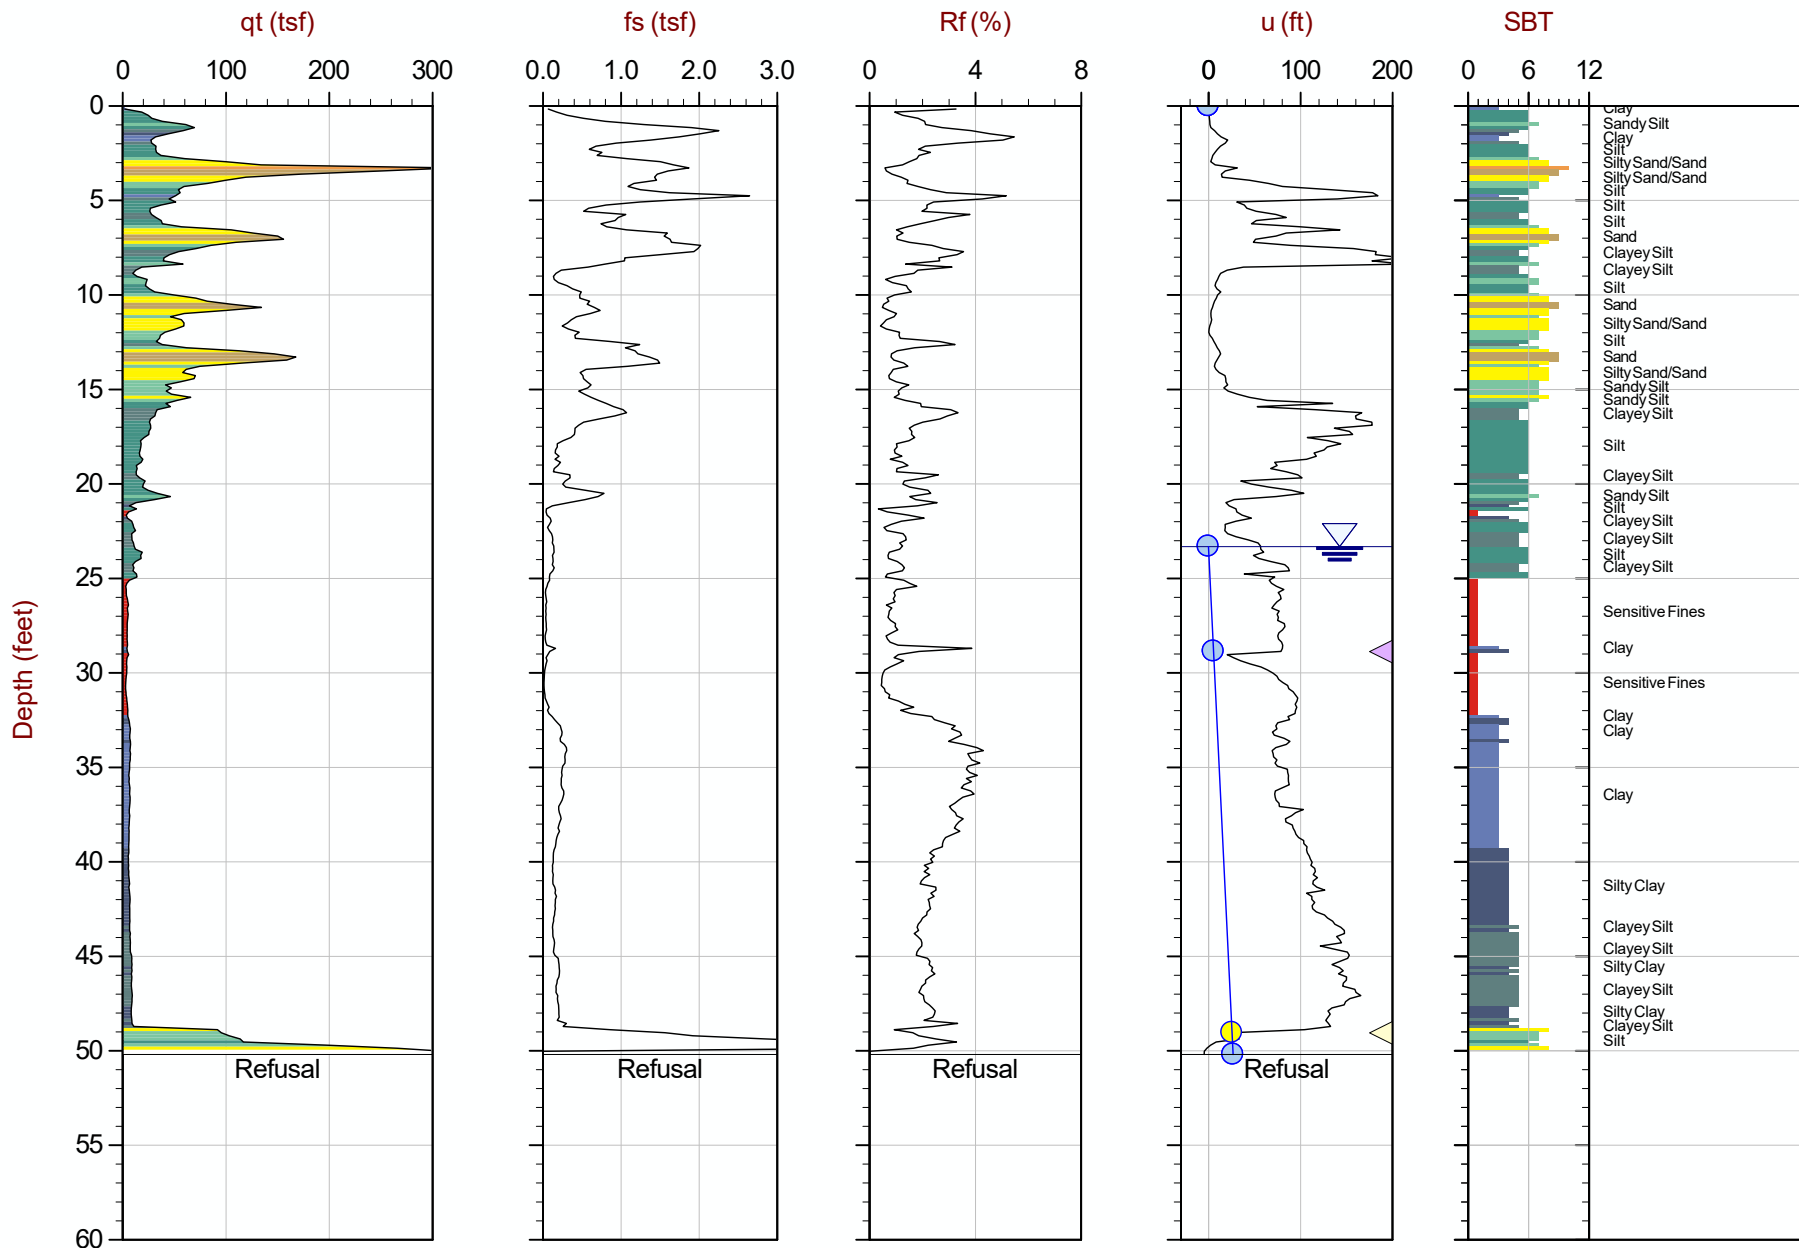 qt (tsf) fs (tsf) Rf (%) u (ft) SBT
0 100 200 300 0.0 1.0 2.0 3.0 0 4 8 0 100 200 0 6 12
Depth (feet)
0
5
10
15
20
25
30
35
40
45
50
55
60
Clay
Sandy Silt
Clay
Silt
Silty Sand/Sand
Silty Sand/Sand
Silt
Silt
Silt
Sand
Clayey Silt
Clayey Silt
Silt
Sand
Silty Sand/Sand
Silt
Sand
Silty Sand/Sand
Sandy Silt
Sandy Silt
Clayey Silt
Silt
Clayey Silt
Sandy Silt
Silt
Clayey Silt
Clayey Silt
Silt
Clayey Silt
Sensitive Fines
Clay
Sensitive Fines
Clay
Clay
Clay
Silty Clay
Clayey Silt
Clayey Silt
Silty Clay
Clayey Silt
Silty Clay
Clayey Silt
Silt
Refusal Refusal Refusal Refusal